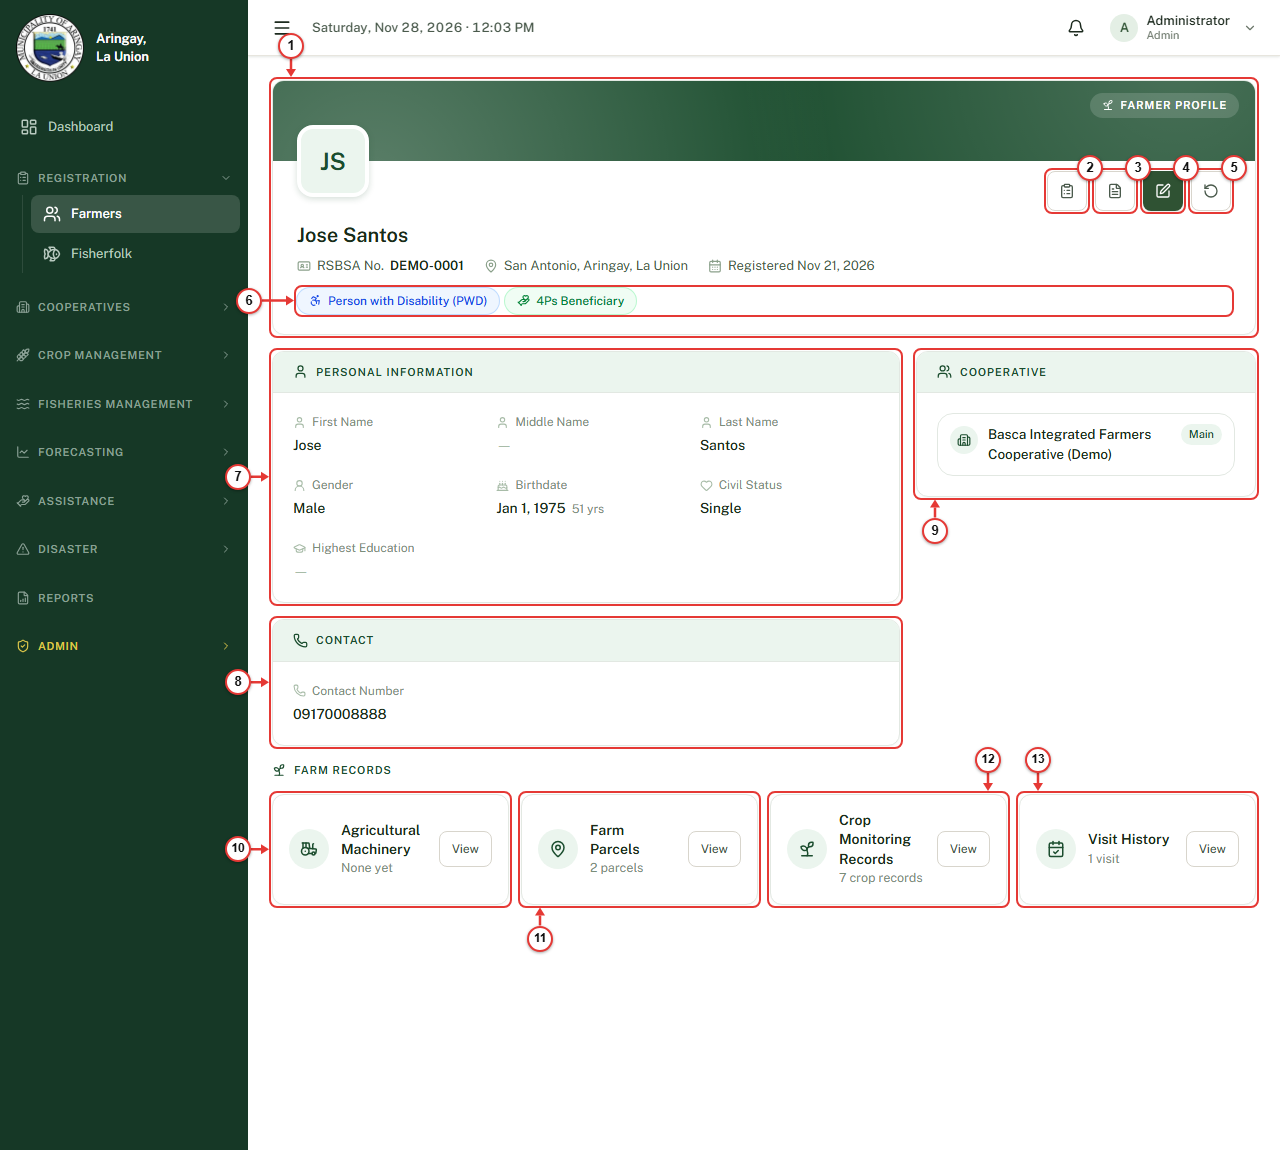 MUNICIPALITY OF ARINGAY
1741
LA UNION
Aringay,
La Union
Saturday, Nov 28, 2026 · 12:03 PM
A
Administrator
Admin
Dashboard
REGISTRATION
Farmers
Fisherfolk
COOPERATIVES
CROP MANAGEMENT
FISHERIES MANAGEMENT
FORECASTING
ASSISTANCE
DISASTER
REPORTS
ADMIN
1
FARMER PROFILE
JS
2
3
4
5
Jose Santos
RSBSA No. DEMO-0001
San Antonio, Aringay, La Union
Registered Nov 21, 2026
6
Person with Disability (PWD)
4Ps Beneficiary
PERSONAL INFORMATION
First Name
Middle Name
Last Name
Jose
—
Santos
7
Gender
Birthdate
Civil Status
Male
Jan 1, 1975 51 yrs
Single
Highest Education
—
COOPERATIVE
Basca Integrated Farmers
Cooperative (Demo)
Main
9
CONTACT
8
Contact Number
09170008888
FARM RECORDS
12
13
10
Agricultural
Machinery
None yet
View
Farm
Parcels
2 parcels
View
11
Crop
Monitoring
Records
7 crop records
View
Visit History
1 visit
View